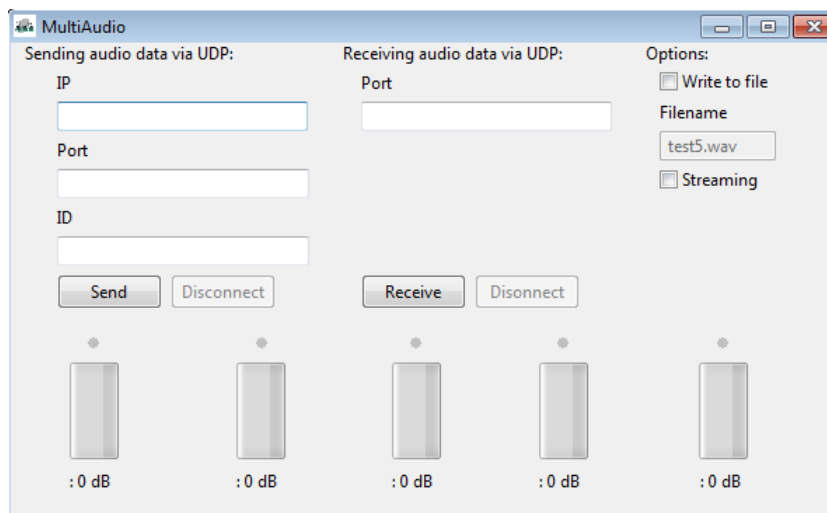 MultiAudio
Sending audio data via UDP:
Receiving audio data via UDP:
Options:
IP
Port
Write to file
Filename
test5.wav
Port
Streaming
ID
Send
Disconnect
Receive
Disonnect
: 0 dB
: 0 dB
: 0 dB
: 0 dB
: 0 dB